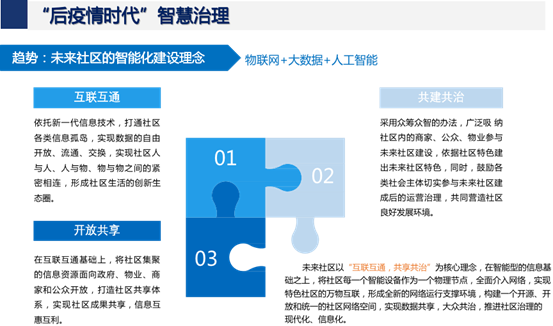 “后疫情时代”智慧治理
趋势：未来社区的智能化建设理念
物联网+大数据+人工智能
互联互通
依托新一代信息技术，打通社区
各类信息孤岛，实现数据的自由
开放、流通、交换，实现社区人
与人、人与物、物与物之间的紧
密相连，形成社区生活的创新生
态圈。
开放共享
在互联互通基础上，将社区集聚
的信息资源面向政府、物业、商
家和公众开放，打造社区共享体
系，实现社区成果共享，信息互
惠互利。
01
02
03
共建共治
采用众筹众智的办法，广泛吸 纳
社区内的商家、公众、物业参与
未来社区建设，依据社区特色建
出未来社区特色，同时，鼓励各
类社会主体切实参与未来社区建
成后的运营治理，共同营造社区
良好发展环境。
未来社区以“互联互通，共享共治”为核心理念，在智能型的信息基
础之上，将社区每一个智能设备作为一个物理节点，全面介入网络，实现
特色社区的万物互联，形成全新的网络运行支撑环境，构建一个开源、开
放和统一的社区网络空间，实现数据共享，大众共治，推进社区治理的
现代化、信息化。